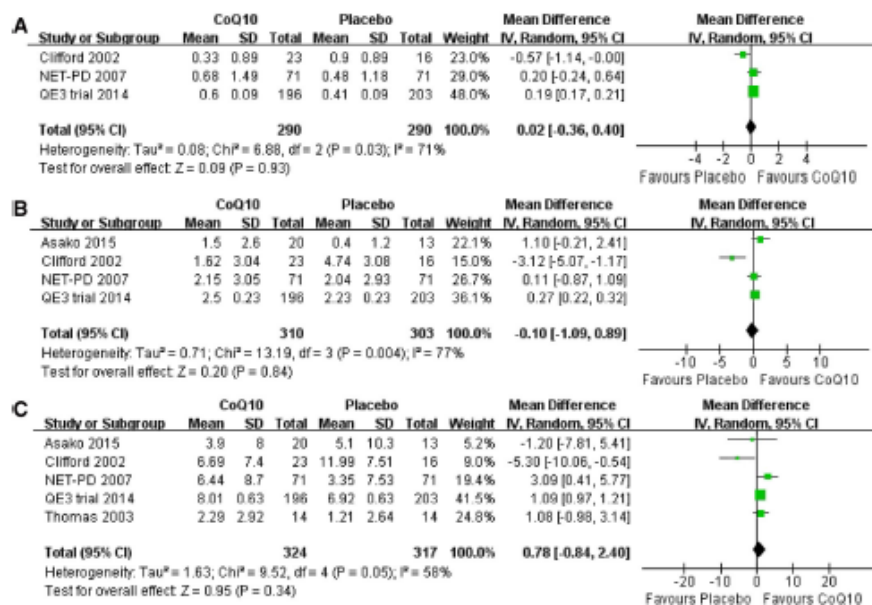 A
CoQ10 Placebo Mean Difference Mean Difference
Study or Subgroup Mean SD Total Mean SD Total Weight IV, Random, 95% CI IV, Random, 95% CI
Clifford 2002 0.33 0.89 23 0.9 0.89 16 23.0% -0.57 [-1.14, -0.00]
NET-PD 2007 0.68 1.49 71 0.48 1.18 71 29.0% 0.20 [-0.24, 0.64]
QE3 trial 2014 0.6 0.09 196 0.41 0.09 203 48.0% 0.19 [0.17, 0.21]
Total (95% CI) 290 290 100.0% 0.02 [-0.36, 0.40]
Heterogeneity: Tau² = 0.08; Chi² = 6.88, df = 2 (P = 0.03); I² = 71%
Test for overall effect: Z = 0.09 (P = 0.93)
-4 -2 0 2 4
Favours Placebo Favours CoQ10
B
CoQ10 Placebo Mean Difference Mean Difference
Study or Subgroup Mean SD Total Mean SD Total Weight IV, Random, 95% CI IV, Random, 95% CI
Asako 2015 1.5 2.6 20 0.4 1.2 13 22.1% 1.10 [-0.21, 2.41]
Clifford 2002 1.62 3.04 23 4.74 3.08 16 15.0% -3.12 [-5.07, -1.17]
NET-PD 2007 2.15 3.05 71 2.04 2.93 71 26.7% 0.11 [-0.87, 1.09]
QE3 trial 2014 2.5 0.23 196 2.23 0.23 203 36.1% 0.27 [0.22, 0.32]
Total (95% CI) 310 303 100.0% -0.10 [-1.09, 0.89]
Heterogeneity: Tau² = 0.71; Chi² = 13.19, df = 3 (P = 0.004); I² = 77%
Test for overall effect: Z = 0.20 (P = 0.84)
-10 -5 0 5 10
Favours Placebo Favours CoQ10
C
CoQ10 Placebo Mean Difference Mean Difference
Study or Subgroup Mean SD Total Mean SD Total Weight IV, Random, 95% CI IV, Random, 95% CI
Asako 2015 3.9 8 20 5.1 10.3 13 5.2% -1.20 [-7.81, 5.41]
Clifford 2002 6.69 7.4 23 11.99 7.51 16 9.0% -5.30 [-10.06, -0.54]
NET-PD 2007 6.44 8.7 71 3.35 7.53 71 19.4% 3.09 [0.41, 5.77]
QE3 trial 2014 8.01 0.63 196 6.92 0.63 203 41.5% 1.09 [0.97, 1.21]
Thomas 2003 2.29 2.92 14 1.21 2.64 14 24.8% 1.08 [-0.98, 3.14]
Total (95% CI) 324 317 100.0% 0.78 [-0.84, 2.40]
Heterogeneity: Tau² = 1.63; Chi² = 9.52, df = 4 (P = 0.05); I² = 58%
Test for overall effect: Z = 0.95 (P = 0.34)
-20 -10 0 10 20
Favours Placebo Favours CoQ10